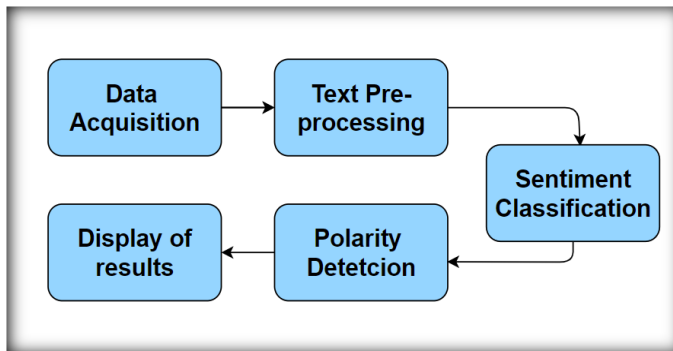 Data
Acquisition
Text Pre-
processing
Sentiment
Classification
Polarity
Detetcion
Display of
results